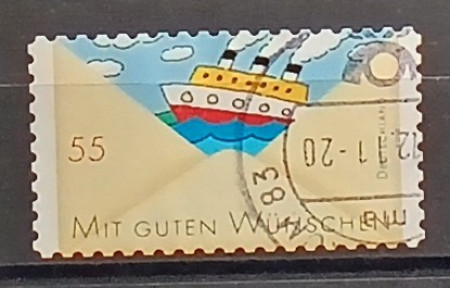 55
DEUTSCHLAND
MIT GUTEN WÜNSCHEN
83
12.11-20